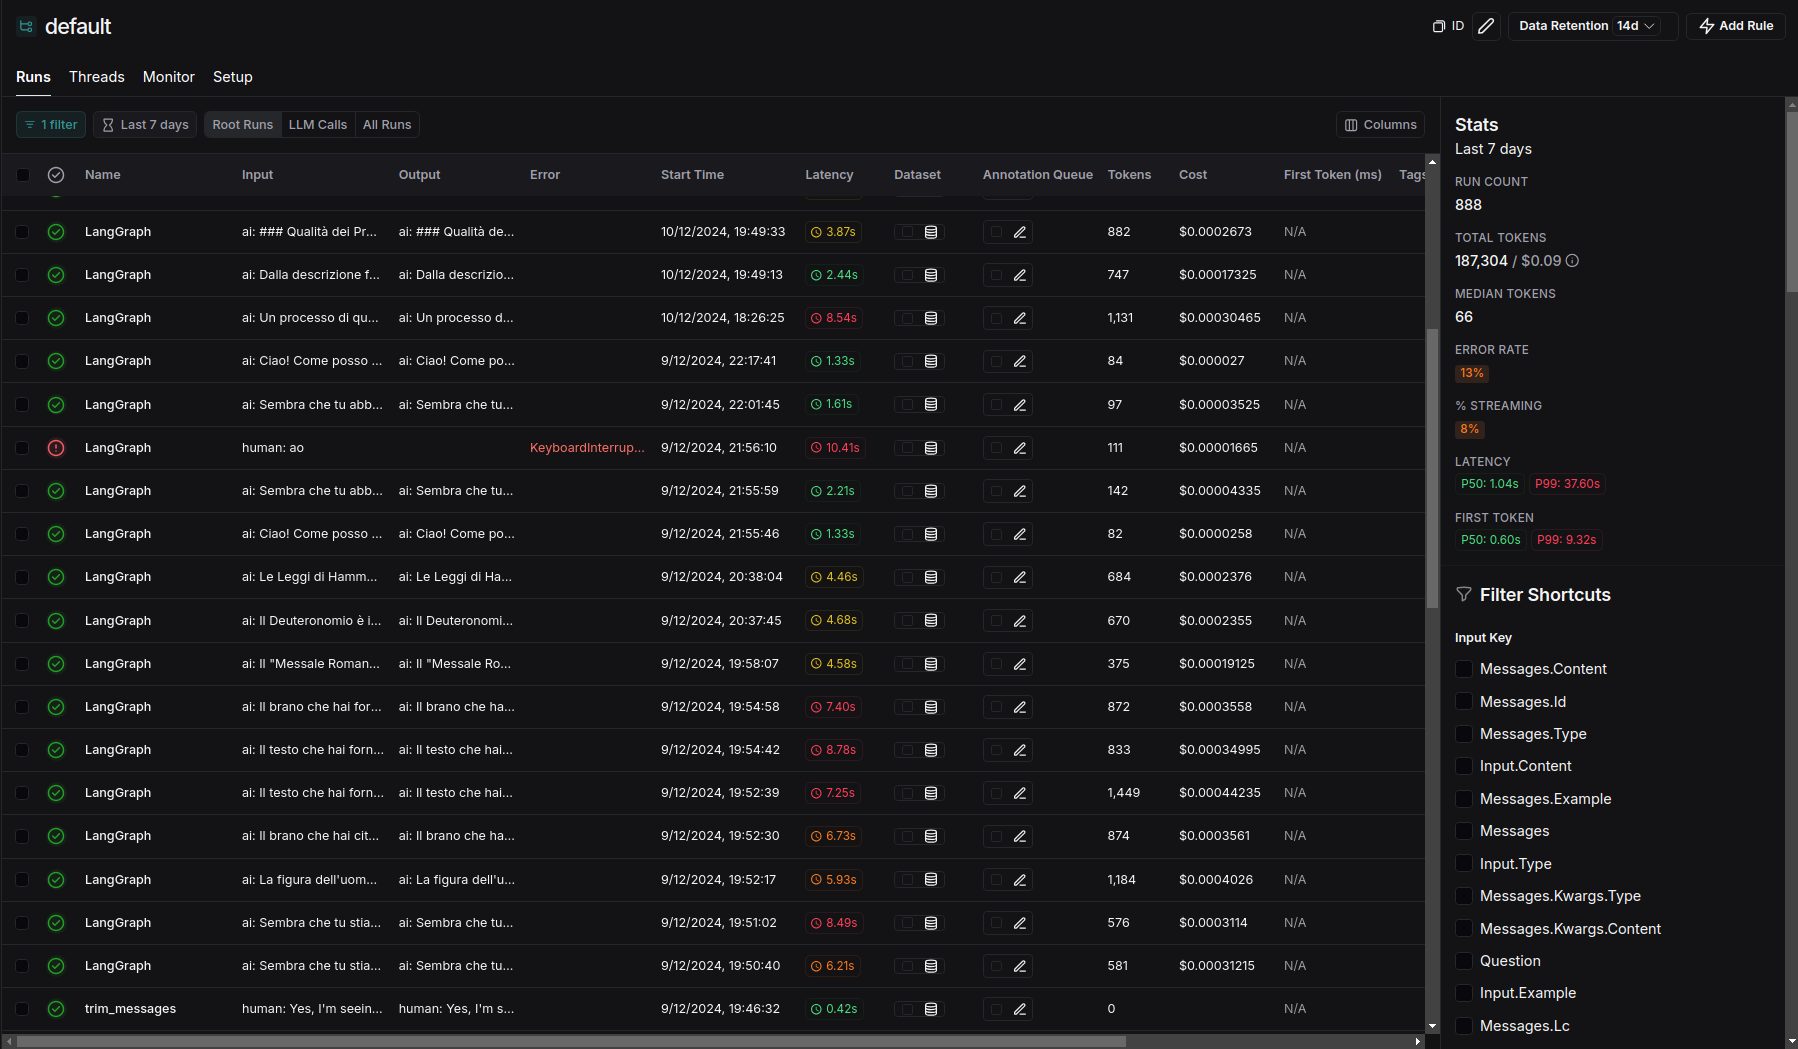 default
ID
Data Retention 14d
Add Rule
Runs Threads Monitor Setup
1 filter Last 7 days Root Runs LLM Calls All Runs Columns
Name Input Output Error Start Time Latency Dataset Annotation Queue Tokens Cost First Token (ms) Tags
LangGraph ai: ### Qualità dei Pr... ai: ### Qualità de... 10/12/2024, 19:49:33 3.87s 882 $0.0002673 N/A
LangGraph ai: Dalla descrizione f... ai: Dalla descrizio... 10/12/2024, 19:49:13 2.44s 747 $0.00017325 N/A
LangGraph ai: Un processo di qu... ai: Un processo d... 10/12/2024, 18:26:25 8.54s 1,131 $0.00030465 N/A
LangGraph ai: Ciao! Come posso ... ai: Ciao! Come po... 9/12/2024, 22:17:41 1.33s 84 $0.000027 N/A
LangGraph ai: Sembra che tu abb... ai: Sembra che tu... 9/12/2024, 22:01:45 1.61s 97 $0.00003525 N/A
LangGraph human: ao KeyboardInterrup... 9/12/2024, 21:56:10 10.41s 111 $0.00001665 N/A
LangGraph ai: Sembra che tu abb... ai: Sembra che tu... 9/12/2024, 21:55:59 2.21s 142 $0.00004335 N/A
LangGraph ai: Ciao! Come posso ... ai: Ciao! Come po... 9/12/2024, 21:55:46 1.33s 82 $0.0000258 N/A
LangGraph ai: Le Leggi di Hamm... ai: Le Leggi di Ha... 9/12/2024, 20:38:04 4.46s 684 $0.0002376 N/A
LangGraph ai: Il Deuteronomio è i... ai: Il Deuteronomi... 9/12/2024, 20:37:45 4.68s 670 $0.0002355 N/A
LangGraph ai: Il "Messale Roman... ai: Il "Messale Ro... 9/12/2024, 19:58:07 4.58s 375 $0.00019125 N/A
LangGraph ai: Il brano che hai for... ai: Il brano che ha... 9/12/2024, 19:54:58 7.40s 872 $0.0003558 N/A
LangGraph ai: Il testo che hai forn... ai: Il testo che hai... 9/12/2024, 19:54:42 8.78s 833 $0.00034995 N/A
LangGraph ai: Il testo che hai forn... ai: Il testo che hai... 9/12/2024, 19:52:39 7.25s 1,449 $0.00044235 N/A
LangGraph ai: Il brano che hai cit... ai: Il brano che ha... 9/12/2024, 19:52:30 6.73s 874 $0.0003561 N/A
LangGraph ai: La figura dell'uom... ai: La figura dell'u... 9/12/2024, 19:52:17 5.93s 1,184 $0.0004026 N/A
LangGraph ai: Sembra che tu stia... ai: Sembra che tu... 9/12/2024, 19:51:02 8.49s 576 $0.0003114 N/A
LangGraph ai: Sembra che tu stia... ai: Sembra che tu... 9/12/2024, 19:50:40 6.21s 581 $0.00031215 N/A
trim_messages human: Yes, I'm seein... human: Yes, I'm s... 9/12/2024, 19:46:32 0.42s 0 N/A
Stats
Last 7 days
RUN COUNT
888
TOTAL TOKENS
187,304 / $0.09
MEDIAN TOKENS
66
ERROR RATE
13%
% STREAMING
8%
LATENCY
P50: 1.04s P99: 37.60s
FIRST TOKEN
P50: 0.60s P99: 9.32s
Filter Shortcuts
Input Key
Messages.Content
Messages.Id
Messages.Type
Input.Content
Messages.Example
Messages
Input.Type
Messages.Kwargs.Type
Messages.Kwargs.Content
Question
Input.Example
Messages.Lc